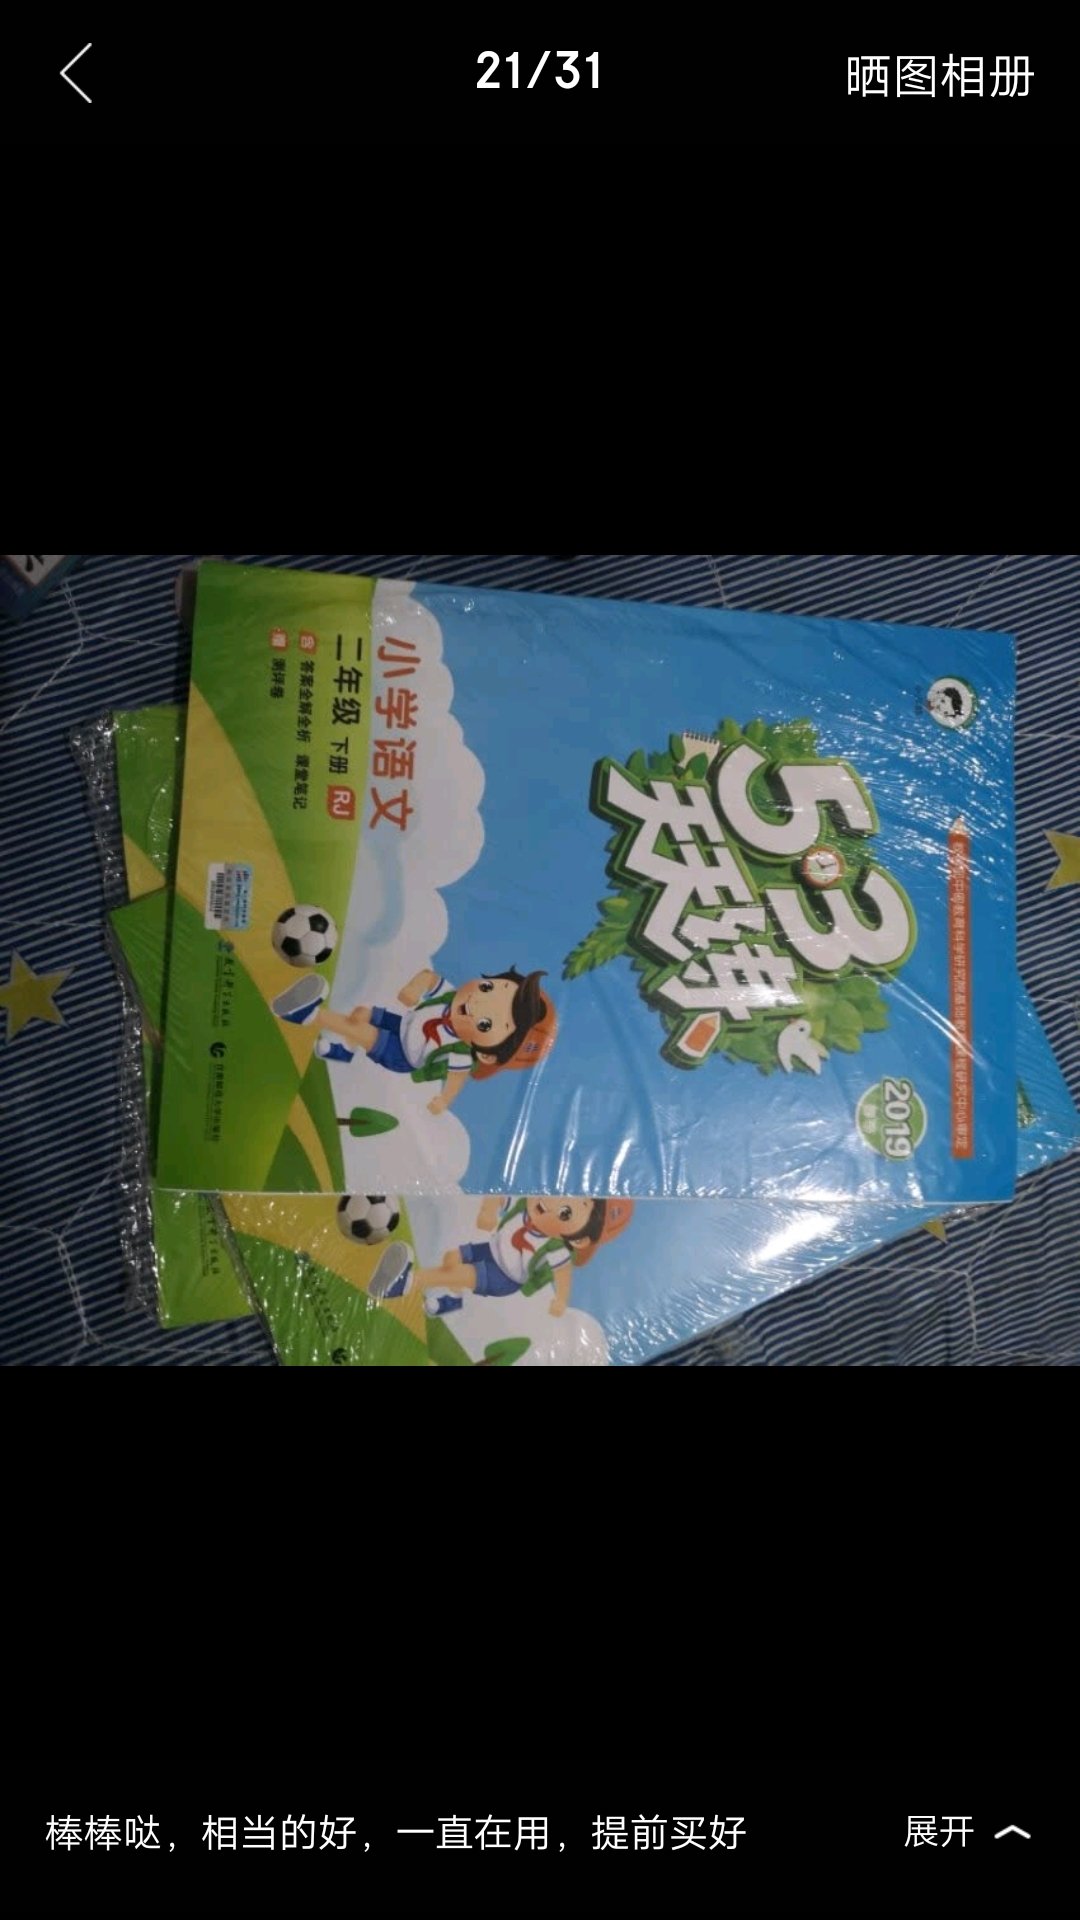 21/31
晒图相册
5·3
天天练
2019
小学语文
二年级 下册 RJ
含 答案全解全析 课堂笔记
赠 测评卷
棒棒哒，相当的好，一直在用，提前买好
展开